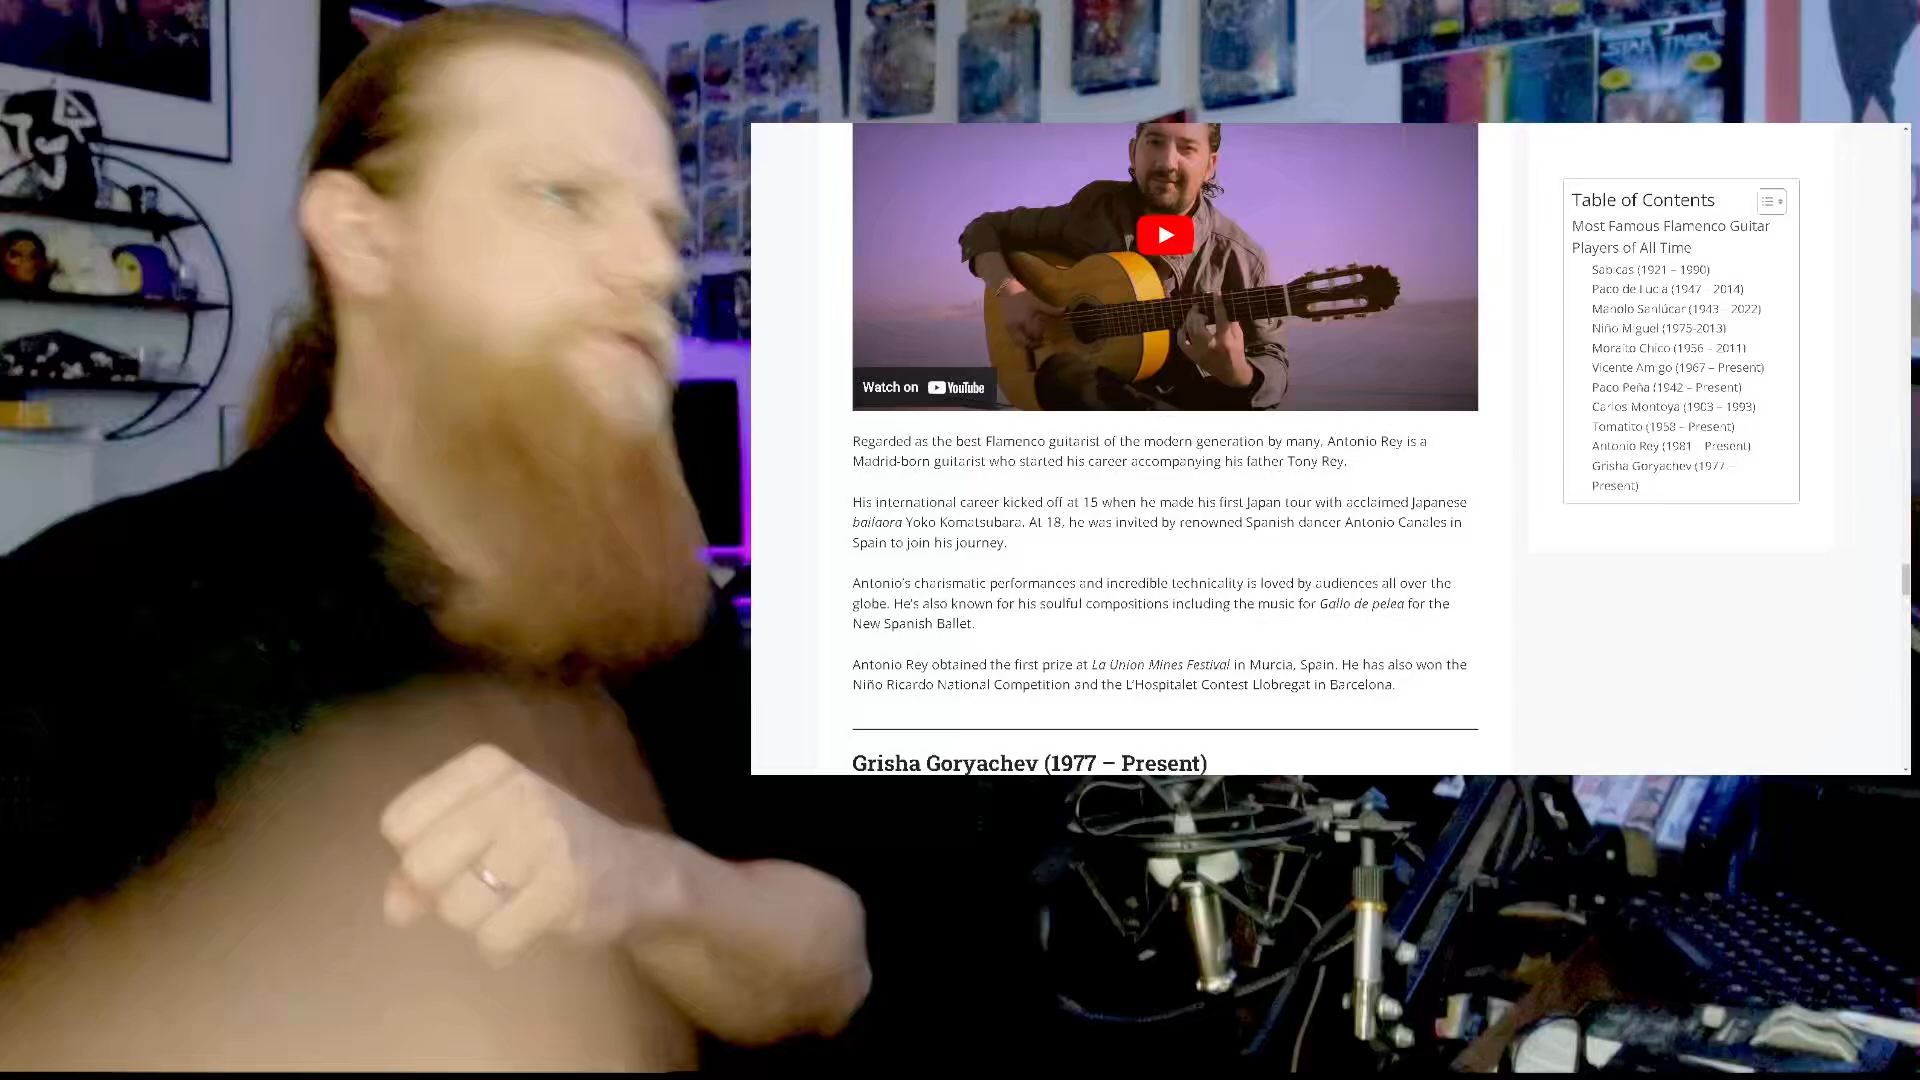 STAR TREK
Watch on YouTube
Regarded as the best Flamenco guitarist of the modern generation by many, Antonio Rey is a
Madrid-born guitarist who started his career accompanying his father Tony Rey.
His international career kicked off at 15 when he made his first Japan tour with acclaimed Japanese
bailaora Yoko Komatsubara. At 18, he was invited by renowned Spanish dancer Antonio Canales in
Spain to join his journey.
Antonio's charismatic performances and incredible technicality is loved by audiences all over the
globe. He's also known for his soulful compositions including the music for Gallo de pelea for the
New Spanish Ballet.
Antonio Rey obtained the first prize at La Union Mines Festival in Murcia, Spain. He has also won the
Niño Ricardo National Competition and the L'Hospitalet Contest Llobregat in Barcelona.
Grisha Goryachev (1977 – Present)
Table of Contents
Most Famous Flamenco Guitar
Players of All Time
Sabicas (1921 – 1990)
Paco de Lucia (1947 – 2014)
Manolo Sanlúcar (1943 – 2022)
Niño Miguel (1975-2013)
Moraito Chico (1956 – 2011)
Vicente Amigo (1967 – Present)
Paco Peña (1942 – Present)
Carlos Montoya (1903 – 1993)
Tomatito (1958 – Present)
Antonio Rey (1981 – Present)
Grisha Goryachev (1977 –
Present)